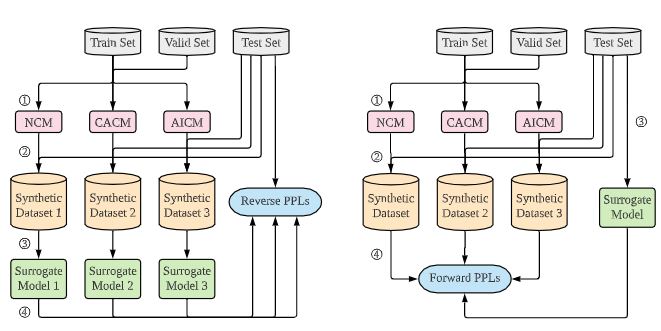 Train Set
Valid Set
Test Set
①
NCM
CACM
AICM
②
Synthetic
Dataset 1
Synthetic
Dataset 2
Synthetic
Dataset 3
Reverse PPLs
③
Surrogate
Model 1
Surrogate
Model 2
Surrogate
Model 3
④
Train Set
Valid Set
Test Set
①
NCM
CACM
AICM
③
②
Synthetic
Dataset
Synthetic
Dataset 2
Synthetic
Dataset 3
Surrogate
Model
④
Forward PPLs